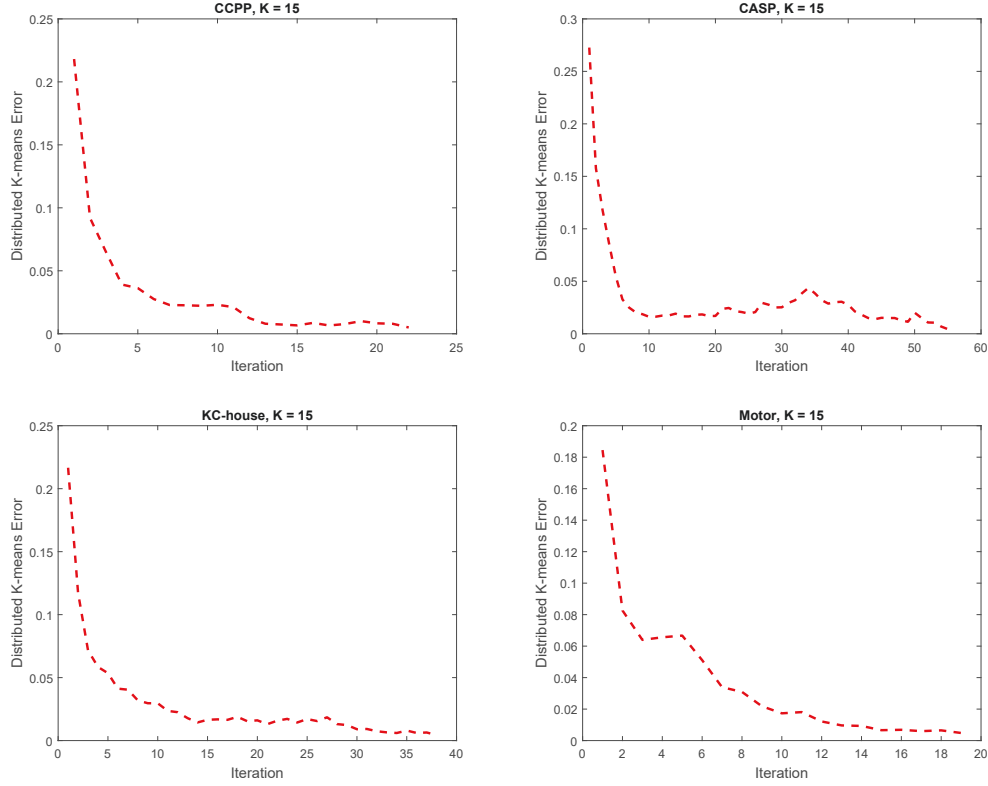 CCPP, K = 15
Distributed K-means Error
0.25
0.2
0.15
0.1
0.05
0
0 5 10 15 20 25
Iteration
CASP, K = 15
Distributed K-means Error
0.3
0.25
0.2
0.15
0.1
0.05
0
0 10 20 30 40 50 60
Iteration
KC-house, K = 15
Distributed K-means Error
0.25
0.2
0.15
0.1
0.05
0
0 5 10 15 20 25 30 35 40
Iteration
Motor, K = 15
Distributed K-means Error
0.2
0.18
0.16
0.14
0.12
0.1
0.08
0.06
0.04
0.02
0
0 2 4 6 8 10 12 14 16 18 20
Iteration